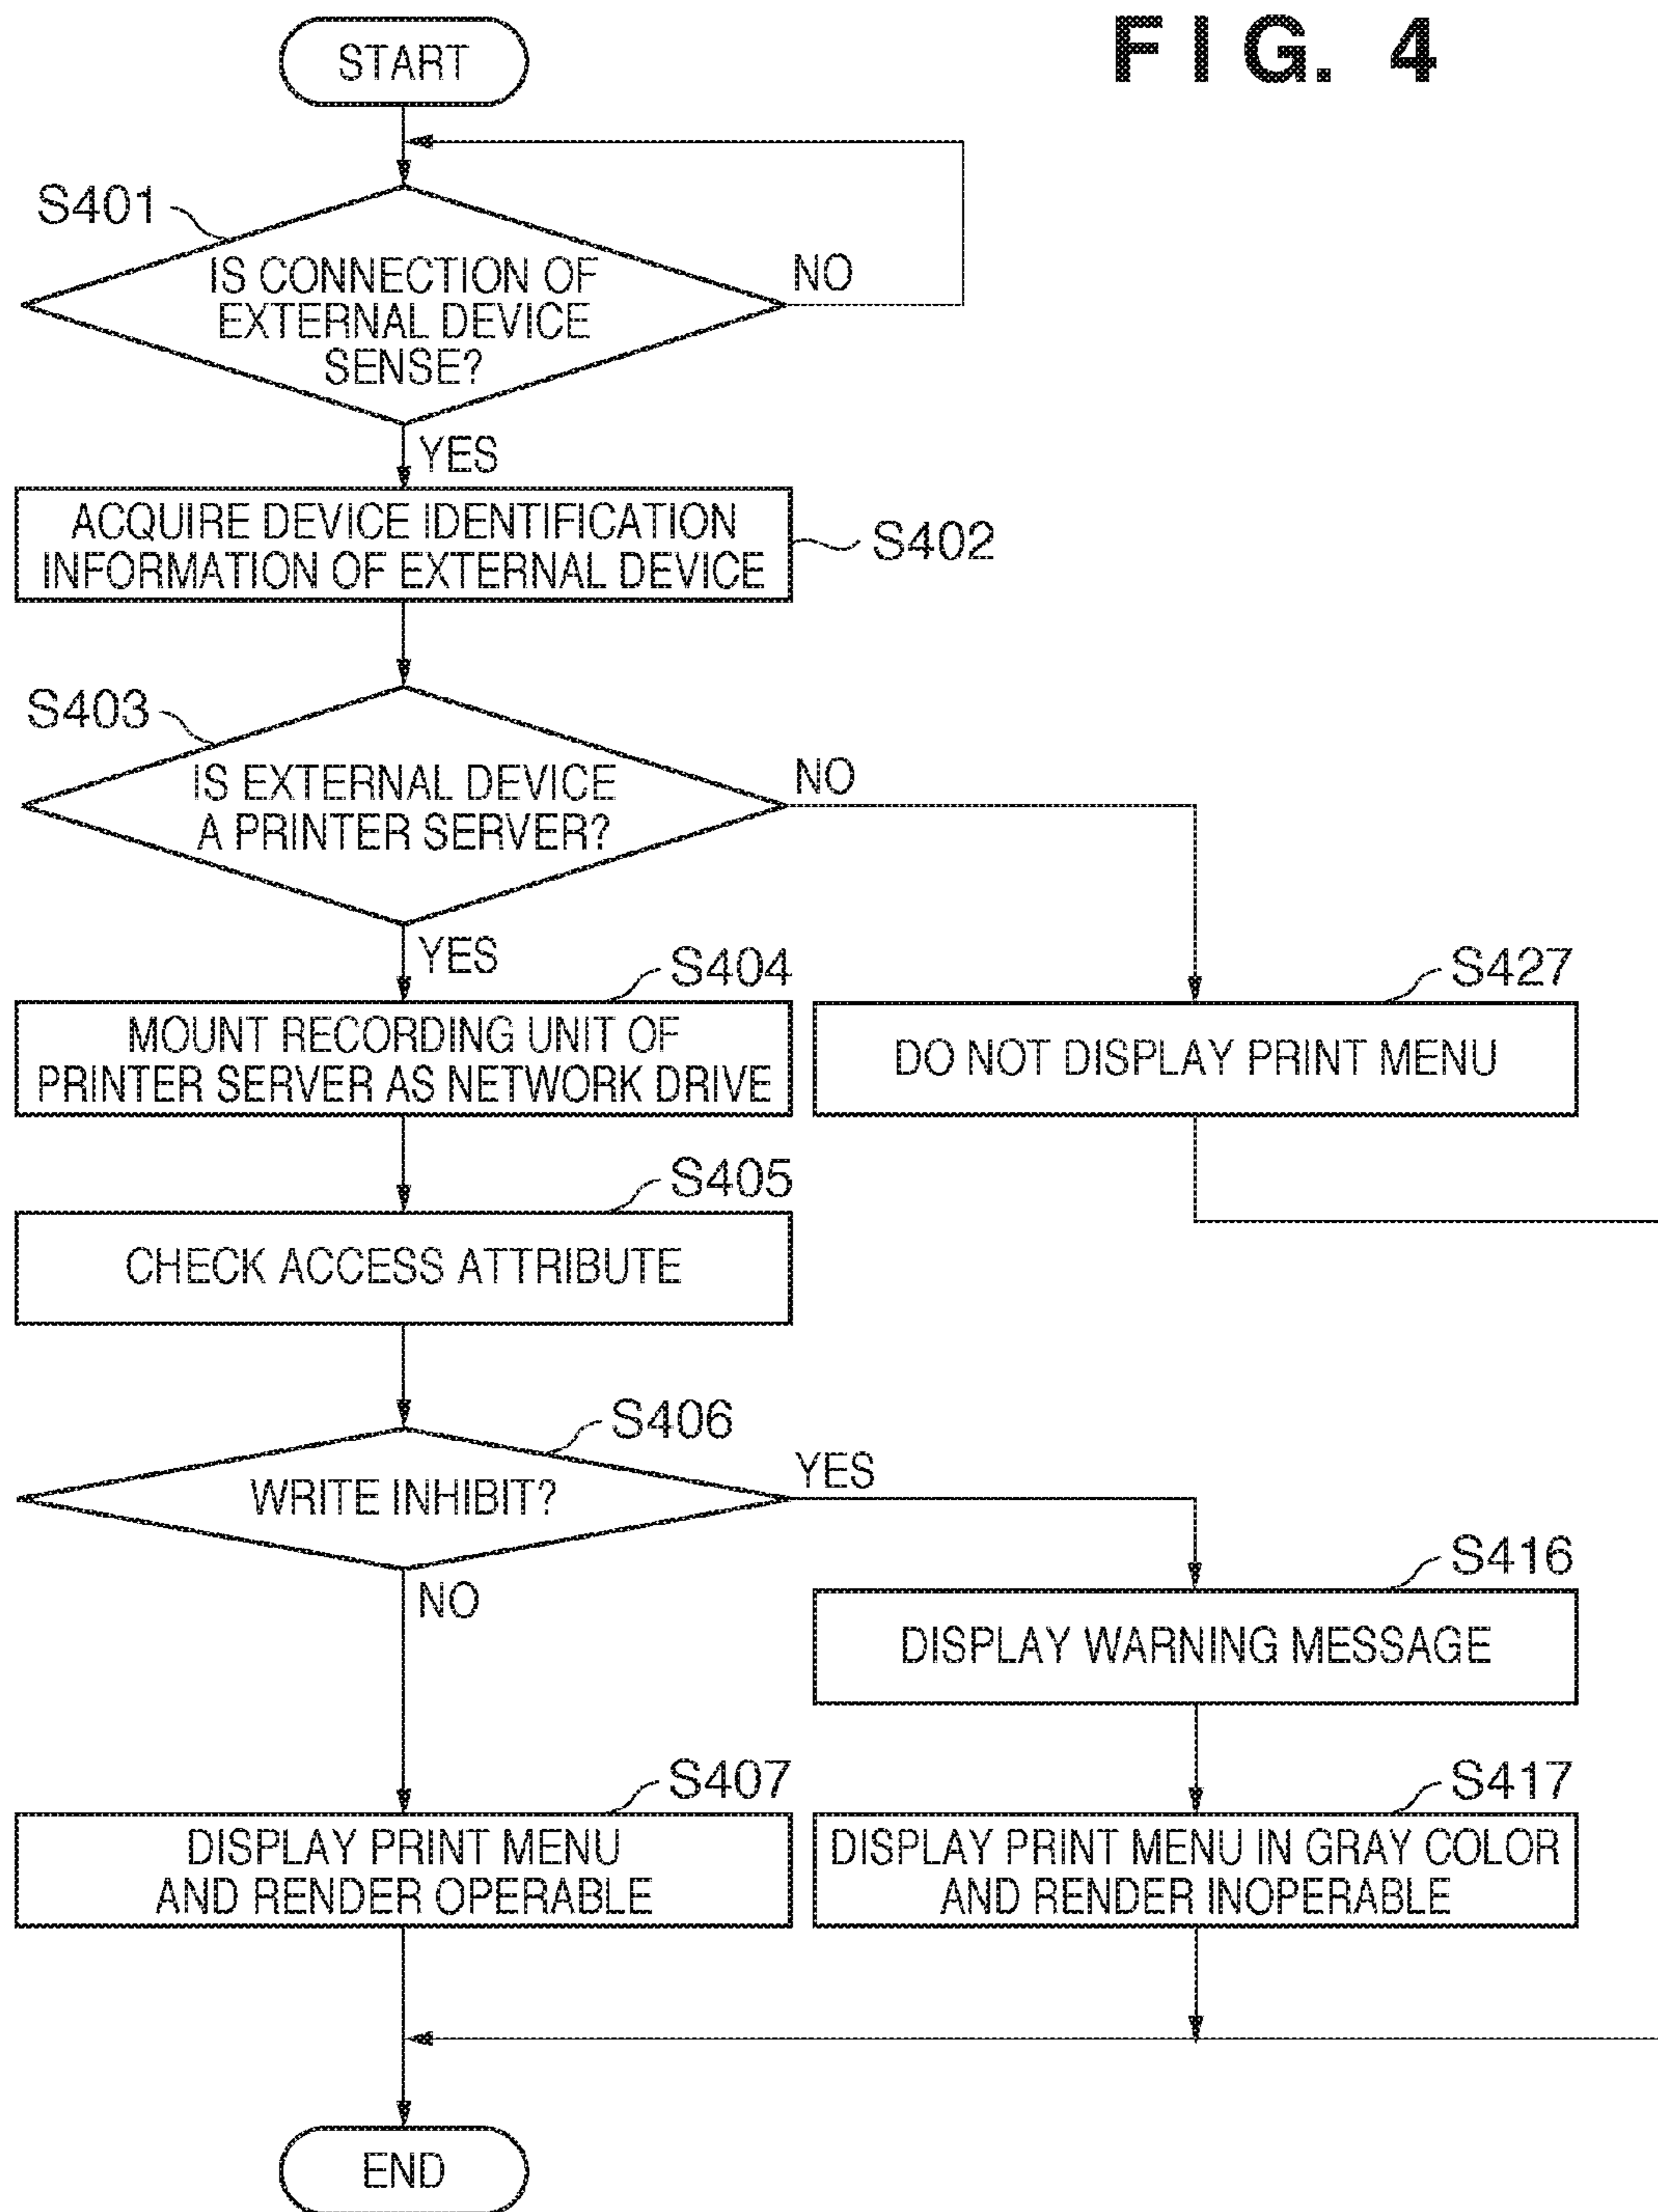 FIG. 4
START
S401
IS CONNECTION OF
EXTERNAL DEVICE
SENSE?
NO
YES
ACQUIRE DEVICE IDENTIFICATION
INFORMATION OF EXTERNAL DEVICE
S402
S403
IS EXTERNAL DEVICE
A PRINTER SERVER?
NO
YES
S404
MOUNT RECORDING UNIT OF
PRINTER SERVER AS NETWORK DRIVE
S427
DO NOT DISPLAY PRINT MENU
S405
CHECK ACCESS ATTRIBUTE
S406
WRITE INHIBIT?
YES
NO
S416
DISPLAY WARNING MESSAGE
S407
DISPLAY PRINT MENU
AND RENDER OPERABLE
S417
DISPLAY PRINT MENU IN GRAY COLOR
AND RENDER INOPERABLE
END